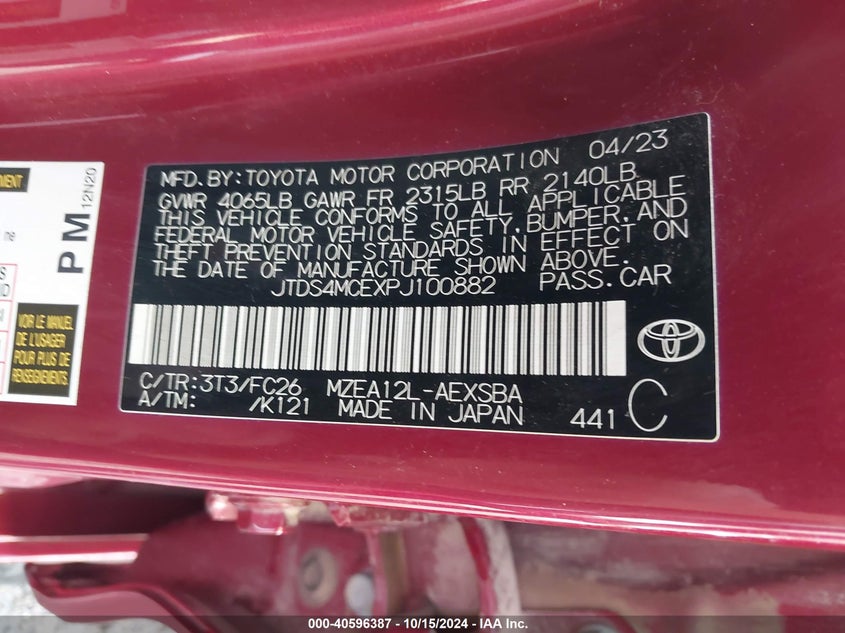 MFD. BY: TOYOTA MOTOR CORPORATION 04/23
GVWR 4065LB GAWR FR 2315LB RR 2140LB
THIS VEHICLE CONFORMS TO ALL APPLICABLE
FEDERAL MOTOR VEHICLE SAFETY, BUMPER, AND
THEFT PREVENTION STANDARDS IN EFFECT ON
THE DATE OF MANUFACTURE SHOWN ABOVE.
JTDS4MCEXPJ100882 PASS. CAR
C/TR: 3T3/FC26 MZEA12L-AEXSBA
A/TM: /K121 MADE IN JAPAN 441 C
PM 12N20
ne
LE MANUEL
DE L'USAGER
POUR PLUS DE
000-40596387 - 10/15/2024 - IAA Inc.